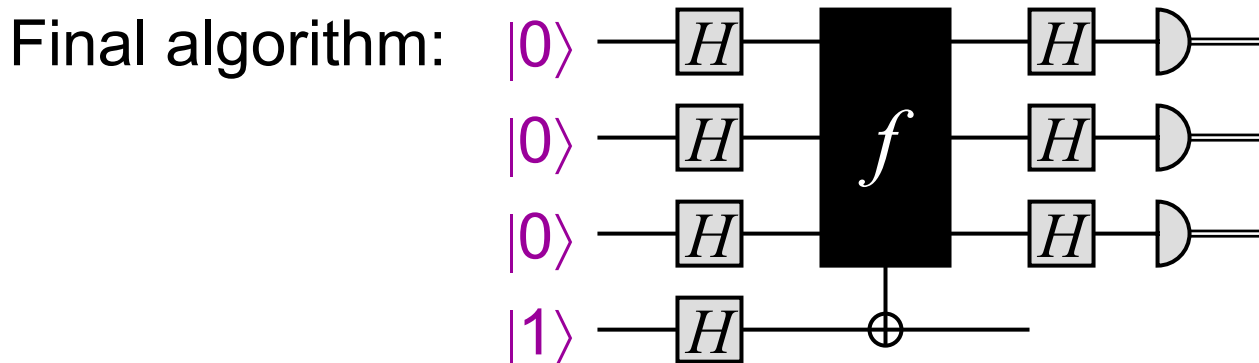 Final algorithm: |0⟩ H H
|0⟩ H f H
|0⟩ H H
|1⟩ H